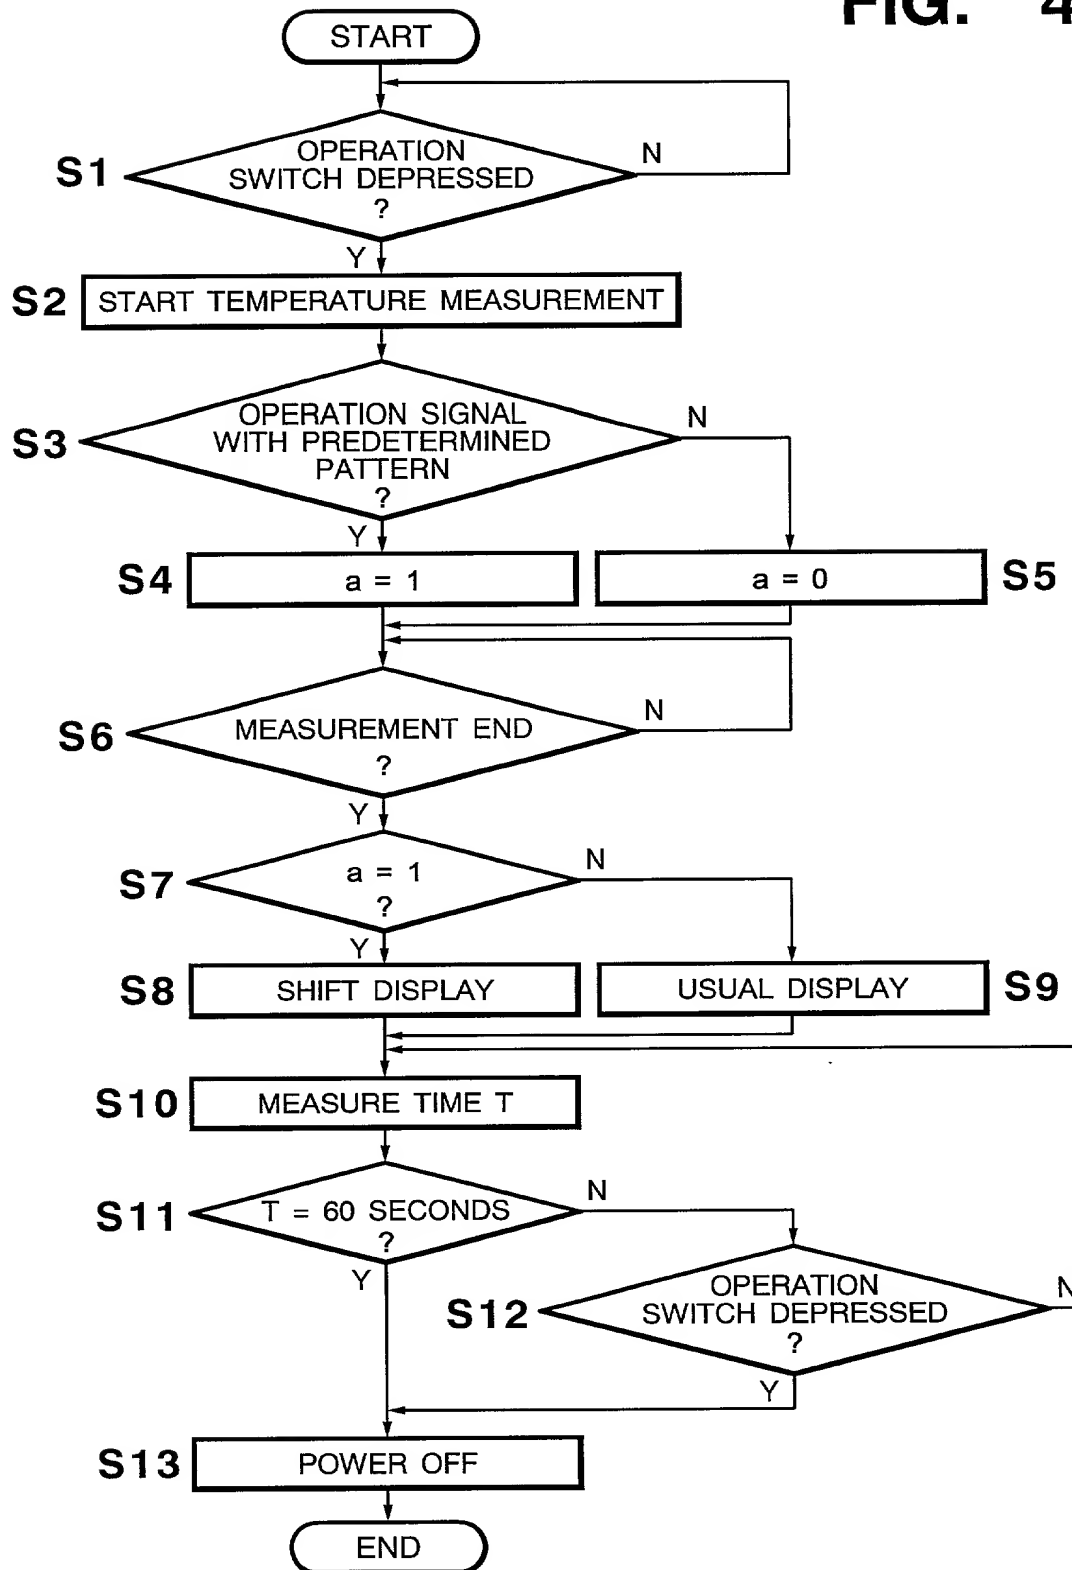 FIG. 4
START
S1
OPERATION
SWITCH DEPRESSED
?
N
Y
S2
START TEMPERATURE MEASUREMENT
S3
OPERATION SIGNAL
WITH PREDETERMINED
PATTERN
?
N
Y
S4
a = 1
a = 0
S5
S6
MEASUREMENT END
?
N
Y
S7
a = 1
?
N
Y
S8
SHIFT DISPLAY
USUAL DISPLAY
S9
S10
MEASURE TIME T
S11
T = 60 SECONDS
?
N
Y
S12
OPERATION
SWITCH DEPRESSED
?
N
Y
S13
POWER OFF
END